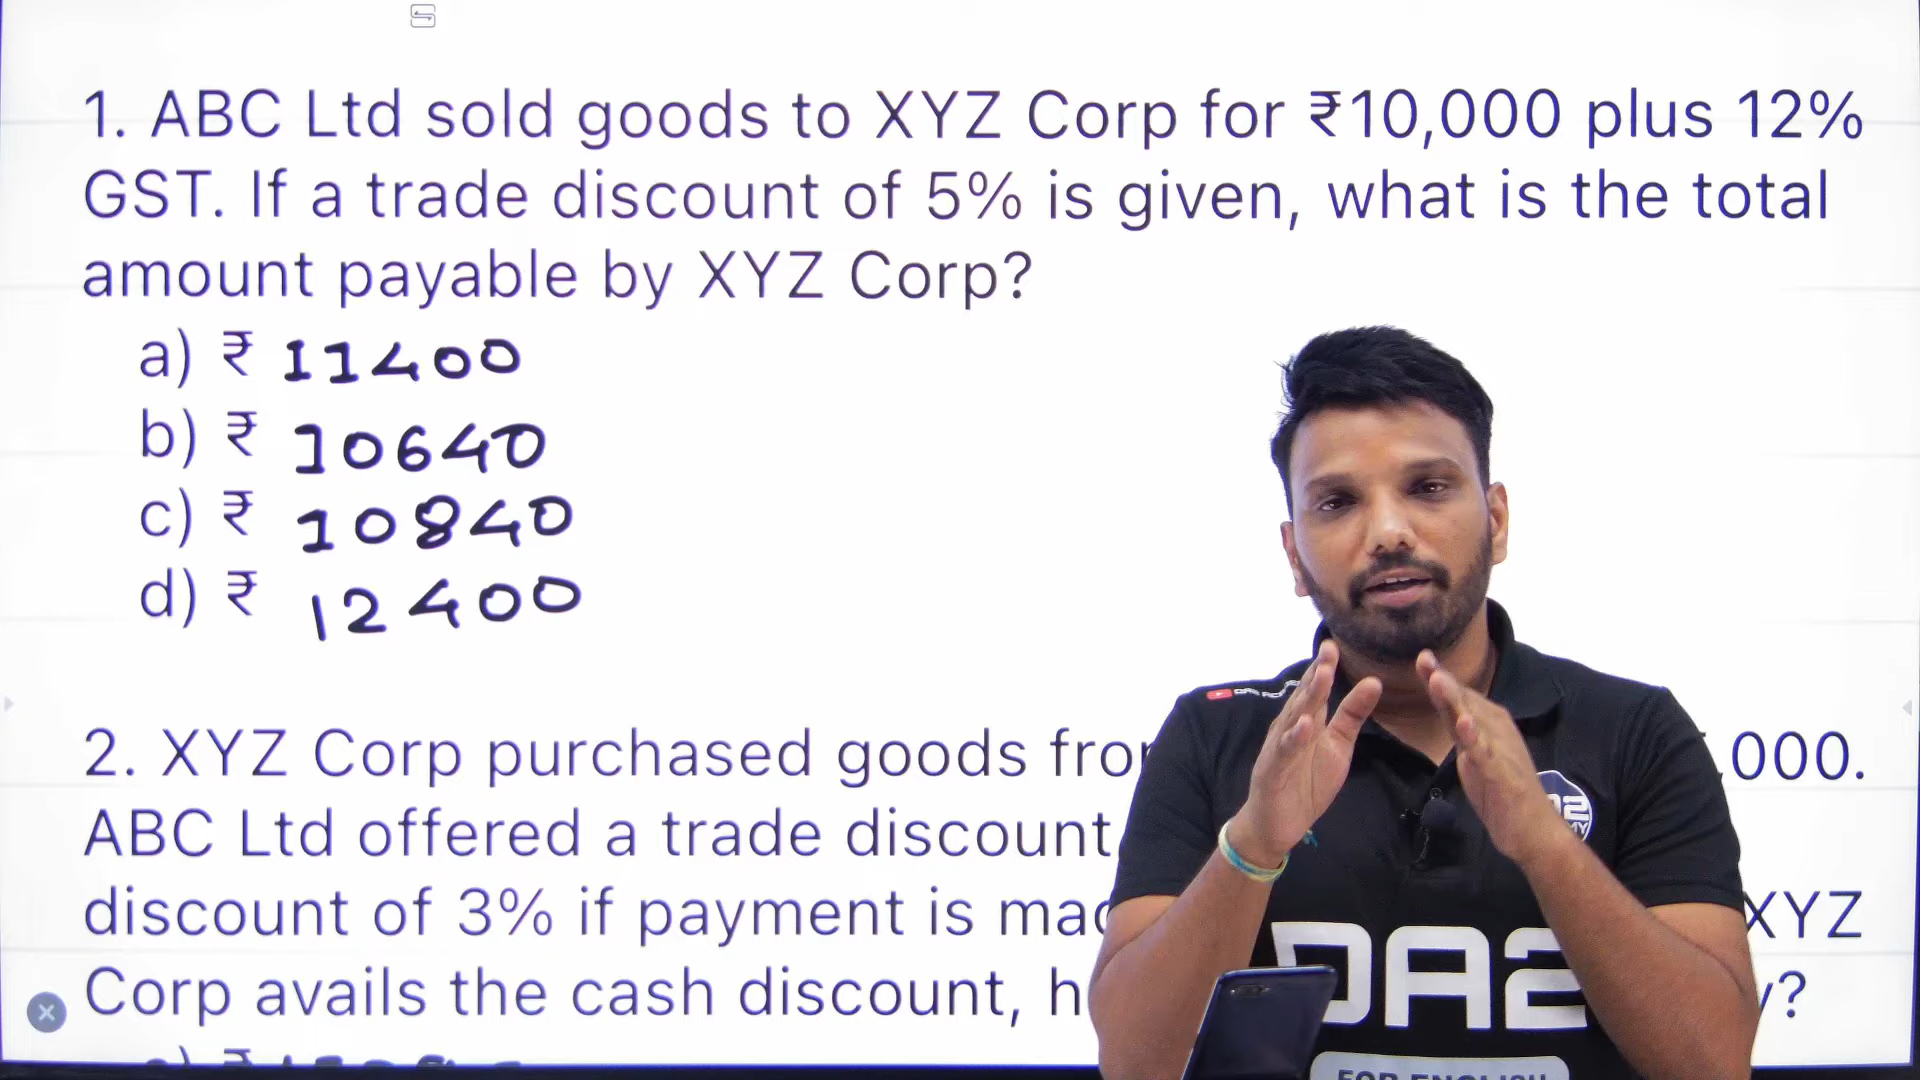 1. ABC Ltd sold goods to XYZ Corp for ₹10,000 plus 12%
GST. If a trade discount of 5% is given, what is the total
amount payable by XYZ Corp?
a) ₹ 11400
b) ₹ 10640
c) ₹ 10840
d) ₹ 12400
2. XYZ Corp purchased goods ,000.
ABC Ltd offered a trade discount
discount of 3% if payment is XYZ
Corp avails the cash discount, ?
DA2
FOR ENGLISH